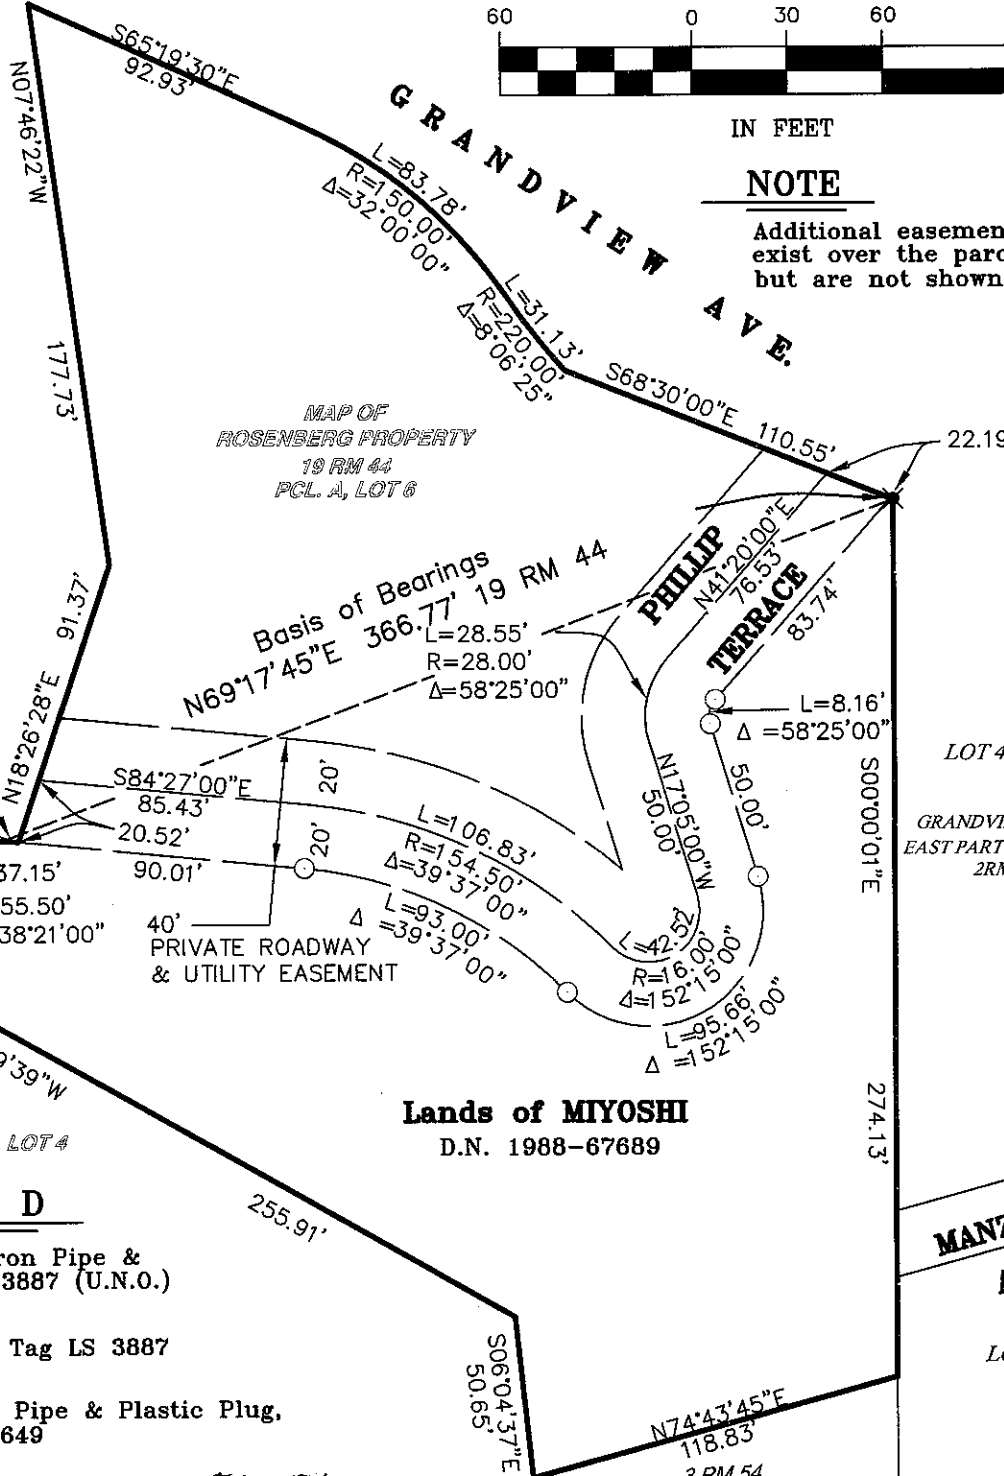 60 0 60
IN FEET
NOTE
Additional easemen
exist over the parc
but are not shown
GRANDVIEW AVE.
S65°19'30"E
92.93'
N07°46'22"W
177.73'
L=83.78'
R=150.00'
Δ=32°00'00"
L=31.13'
R=220.00'
Δ=8°06'25"
S68°30'00"E 110.55'
22.19
MAP OF
ROSENBERG PROPERTY
19 RM 44
PCL. A, LOT 6
Basis of Bearings
N69°17'45"E 366.77' 19 RM 44
L=28.55'
R=28.00'
Δ=58°25'00"
PHILLIP
TERRACE
N41°20'00"E
76.53'
83.74'
L=8.16'
Δ =58°25'00"
91.37'
N18°26'28"E
S84°27'00"E
85.43'
20.52'
90.01'
20'
20'
37.15'
55.50'
38°21'00"
40'
PRIVATE ROADWAY
& UTILITY EASEMENT
L=106.83'
R=154.50'
Δ=39°37'00"
L=93.00'
Δ =39°37'00"
N17°05'00"W
50.00'
50.00'
L=42.52'
R=16.00'
Δ=152°15'00"
L=95.66'
Δ =152°15'00"
LOT 4
GRANDVI
EAST PART
2RM
S00°00'01"E
274.13'
Lands of MIYOSHI
D.N. 1988-67689
9'39"W
255.91'
LOT 4
D
ron Pipe &
3887 (U.N.O.)
Tag LS 3887
Pipe & Plastic Plug,
649
S06°04'37"E
50.65'
N74°43'45"E
118.83'
3 RM 54
MANZ